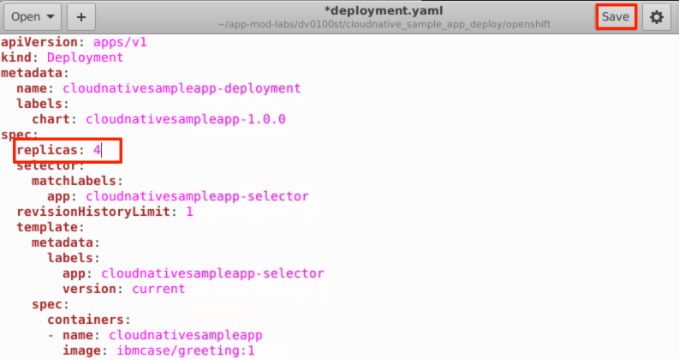 Open + *deployment.yaml Save
~/app-mod-labs/dv0100st/cloudnative_sample_app_deploy/openshift
apiVersion: apps/v1
kind: Deployment
metadata:
  name: cloudnativesampleapp-deployment
  labels:
    chart: cloudnativesampleapp-1.0.0
spec:
  replicas: 4
  selector:
    matchLabels:
      app: cloudnativesampleapp-selector
  revisionHistoryLimit: 1
  template:
    metadata:
      labels:
        app: cloudnativesampleapp-selector
        version: current
    spec:
      containers:
      - name: cloudnativesampleapp
        image: ibmcase/greeting:1